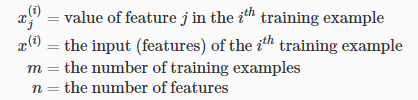 x_j^{(i)} = value of feature j in the i^{th} training example
x^{(i)} = the input (features) of the i^{th} training example
m = the number of training examples
n = the number of features